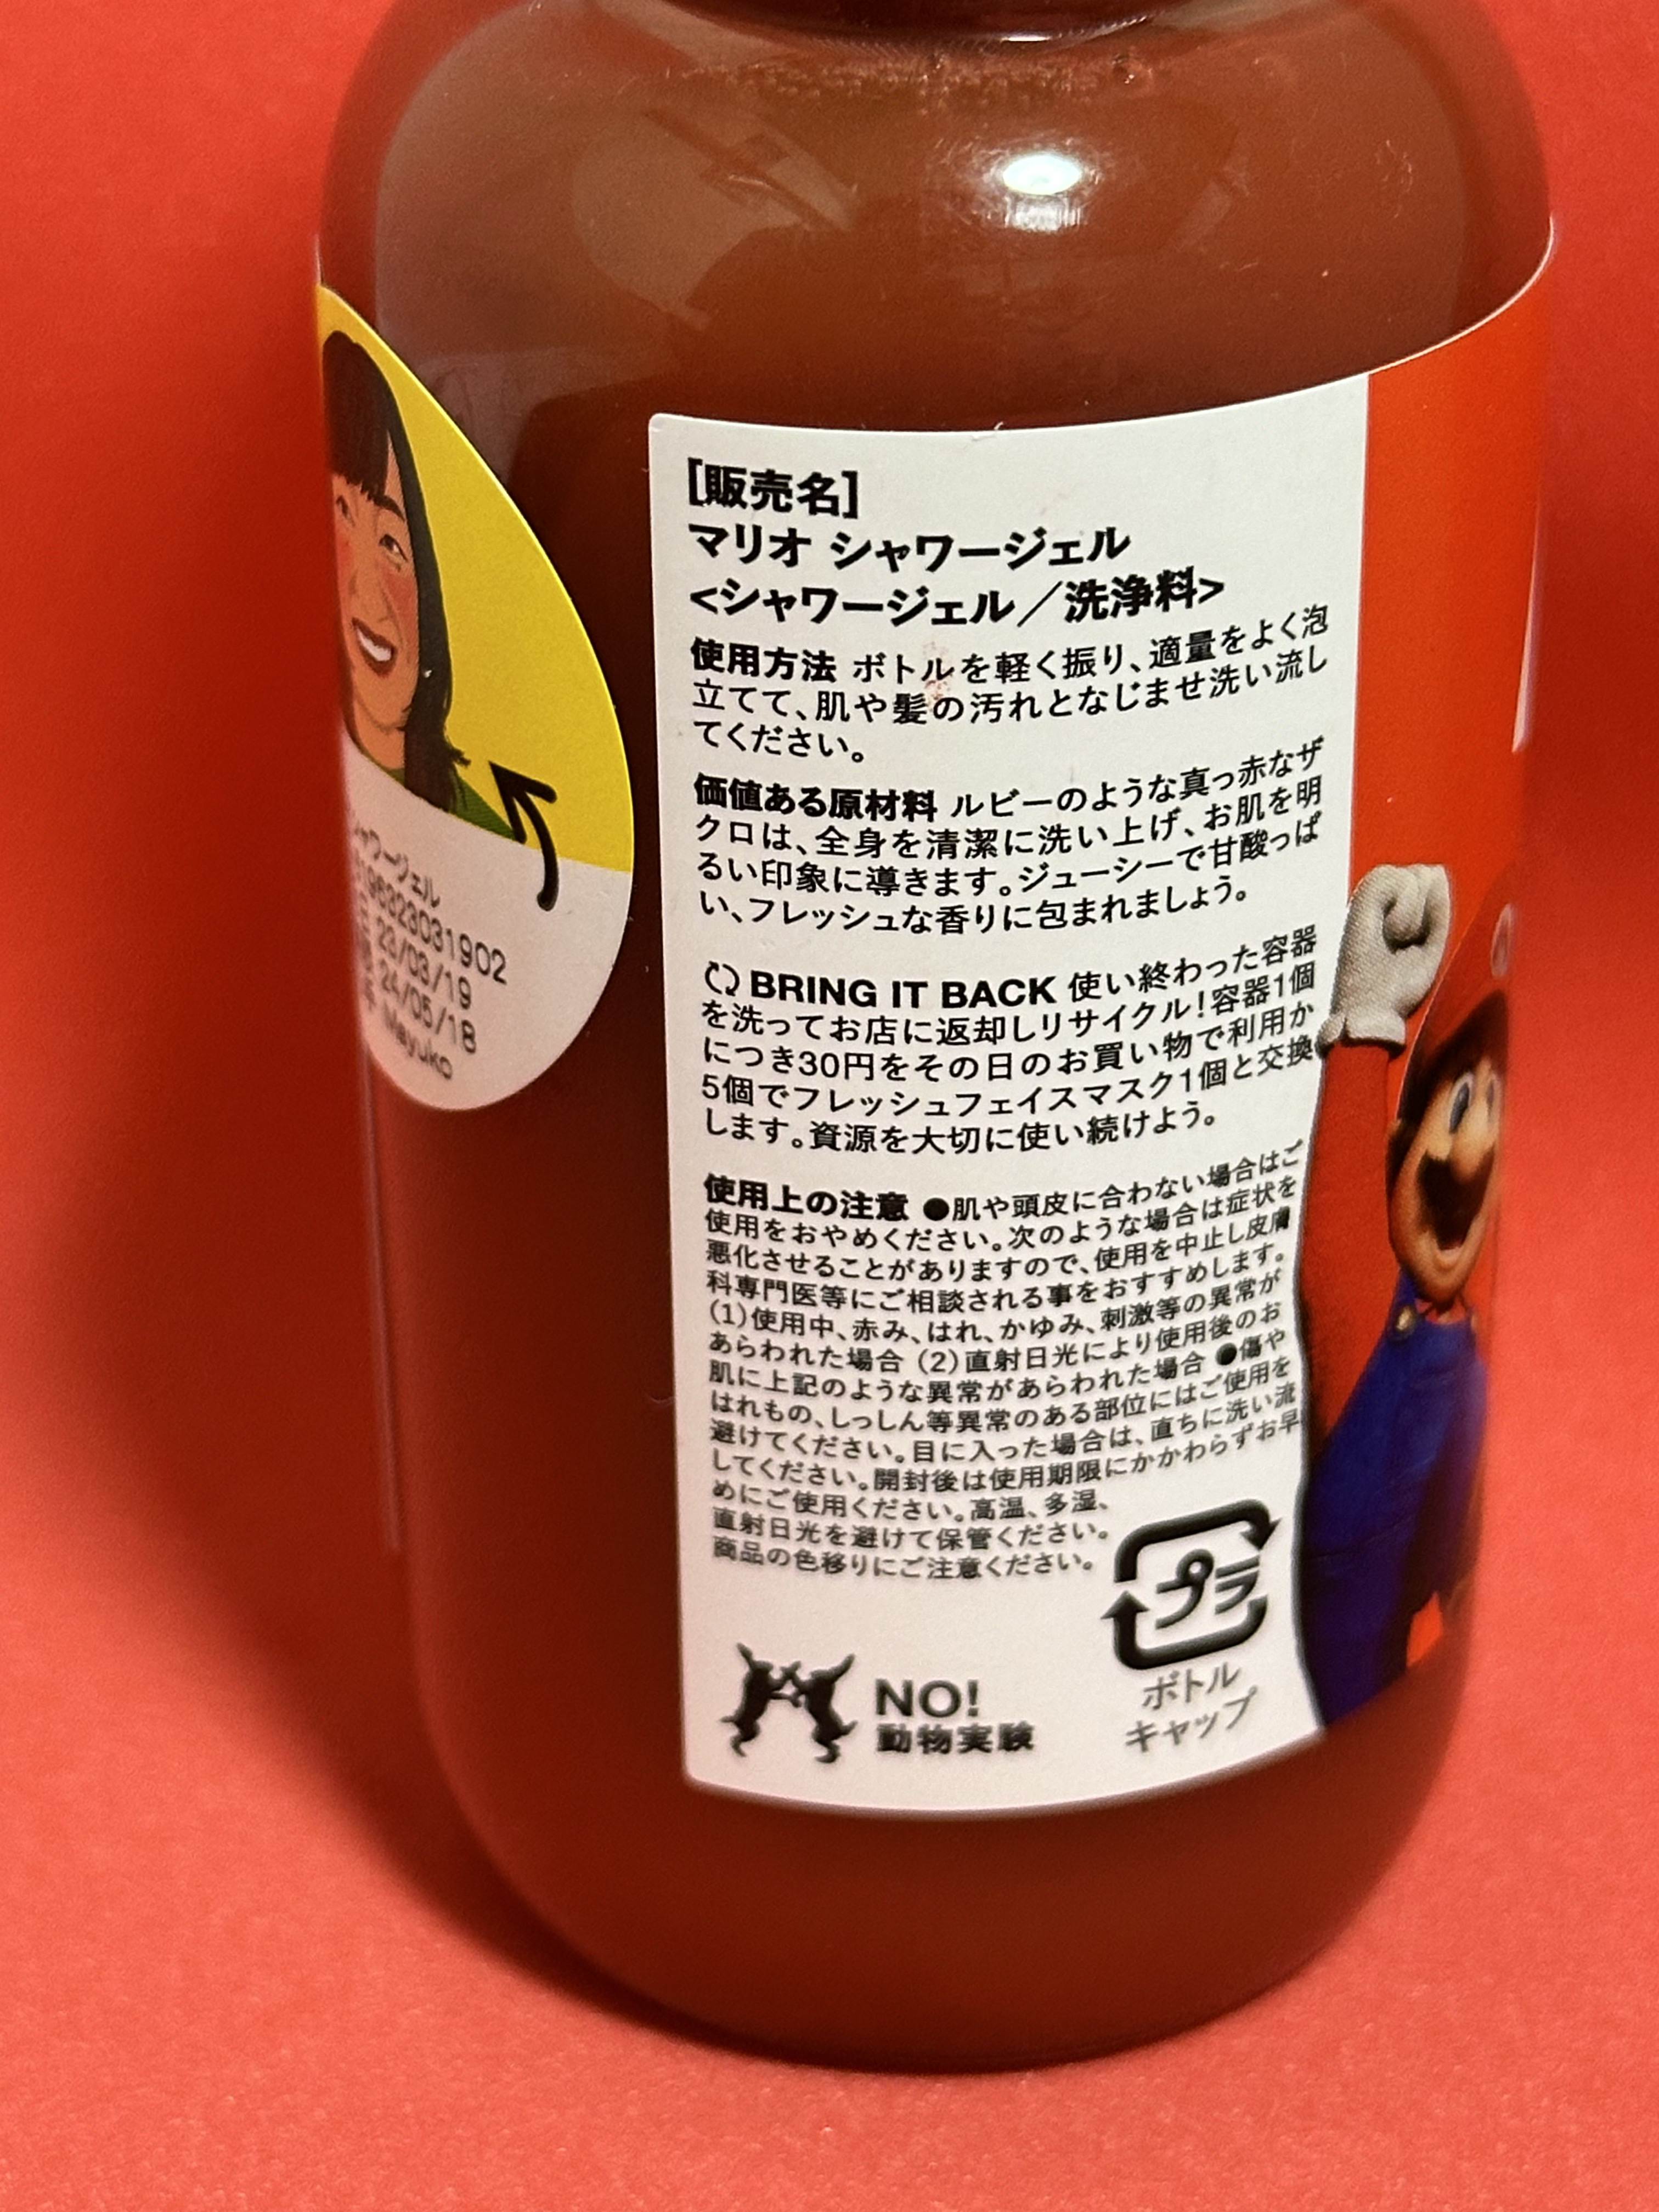 [販売名]
マリオ シャワージェル
<シャワージェル／洗浄料>
使用方法 ボトルを軽く振り、適量をよく泡
立てて、肌や髪の汚れとなじませ洗い流し
てください。
価値ある原材料 ルビーのような真っ赤なザ
クロは、全身を清潔に洗い上げ、お肌を明
るい印象に導きます。ジューシーで甘酸っぱ
い、フレッシュな香りに包まれましょう。
BRING IT BACK 使い終わった容器
を洗ってお店に返却しリサイクル！容器1個
につき30円をその日のお買い物で利用か
5個でフレッシュフェイスマスク1個と交換
します。資源を大切に使い続けよう。
使用上の注意 ●肌や頭皮に合わない場合はご
使用をおやめください。次のような場合は症状を
悪化させることがありますので、使用を中止し皮膚
科専門医等にご相談される事をおすすめします。
(1)使用中、赤み、はれ、かゆみ、刺激等の異常が
あらわれた場合 (2)直射日光により使用後のお
肌に上記のような異常があらわれた場合 ●傷や
はれもの、しっしん等異常のある部位にはご使用を
避けてください。目に入った場合は、直ちに洗い流
してください。開封後は使用期限にかかわらずお早
めにご使用ください。高温、多湿、
直射日光を避けて保管ください。
商品の色移りにご注意ください。
プラ
ボトル
キャップ
NO!
動物実験
シャワージェル
23/03/19
24/05/18
Mayuko